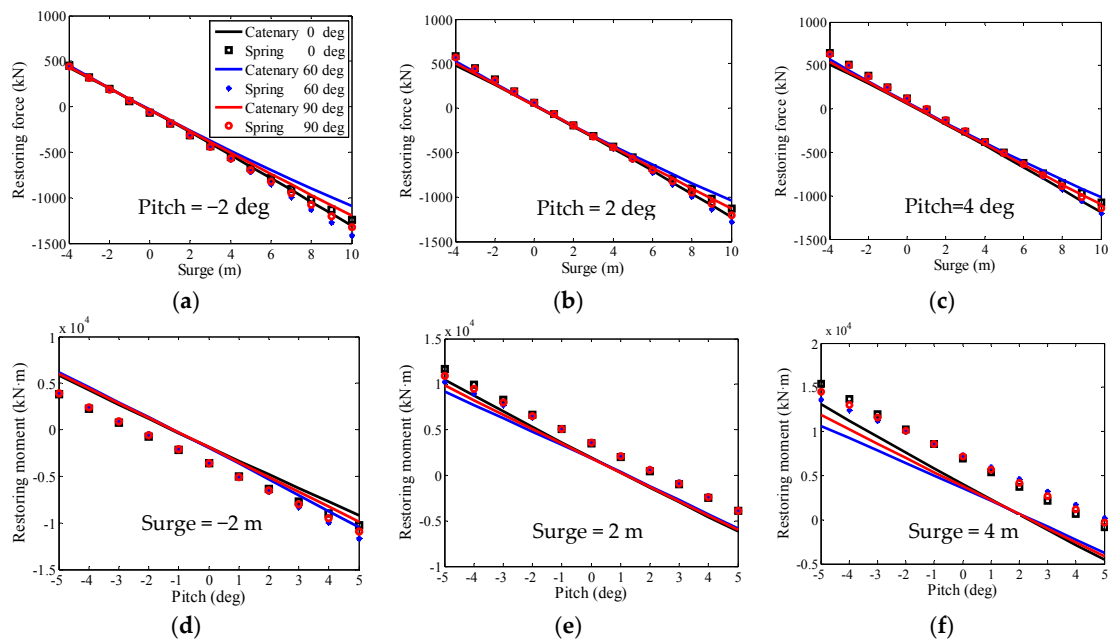 1000
500
0
-500
-1000
-1500
Restoring force (kN)
Catenary 0 deg
Spring 0 deg
Catenary 60 deg
Spring 60 deg
Catenary 90 deg
Spring 90 deg
Pitch = −2 deg
-4 -2 0 2 4 6 8 10
Surge (m)
(a)
1000
500
0
-500
-1000
-1500
Restoring force (kN)
Pitch = 2 deg
-4 -2 0 2 4 6 8 10
Surge (m)
(b)
1000
500
0
-500
-1000
-1500
Restoring force (kN)
Pitch=4 deg
-4 -2 0 2 4 6 8 10
Surge (m)
(c)
x 10⁴
1
0.5
0
-0.5
-1
-1.5
Restoring moment (kN·m)
Surge = −2 m
-5 -4 -3 -2 -1 0 1 2 3 4 5
Pitch (deg)
(d)
x 10⁴
1.5
1
0.5
0
-0.5
-1
Restoring moment (kN·m)
Surge = 2 m
-5 -4 -3 -2 -1 0 1 2 3 4 5
Pitch (deg)
(e)
x 10⁴
2
1.5
1
0.5
0
-0.5
Restoring moment (kN·m)
Surge = 4 m
-5 -4 -3 -2 -1 0 1 2 3 4 5
Pitch (deg)
(f)